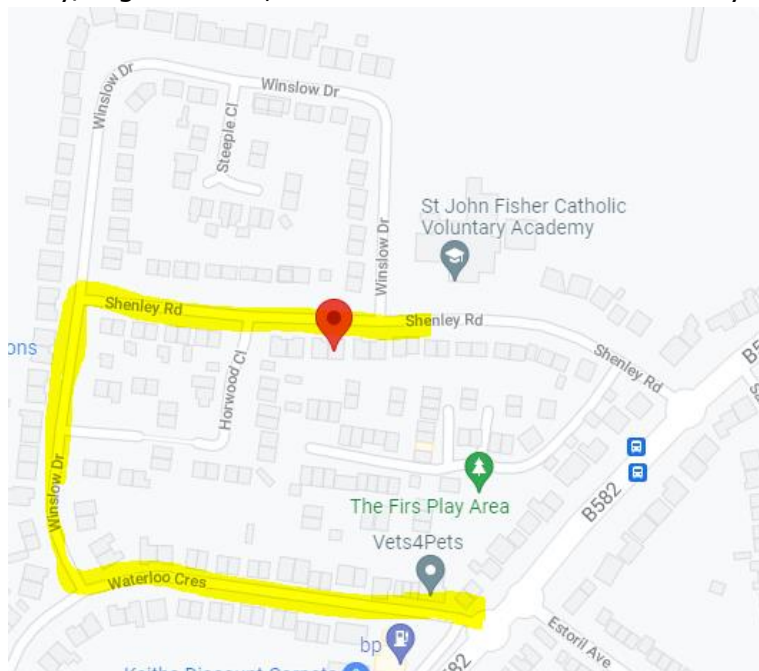 Winslow Dr
Winslow Dr
Steeple Cl
St John Fisher Catholic
Voluntary Academy
Winslow Dr
Shenley Rd
Shenley Rd
ons
Shenley Rd
Horwood Cl
Winslow Dr
B582
The Firs Play Area
Vets4Pets
Waterloo Cres
Estoril Ave
bp